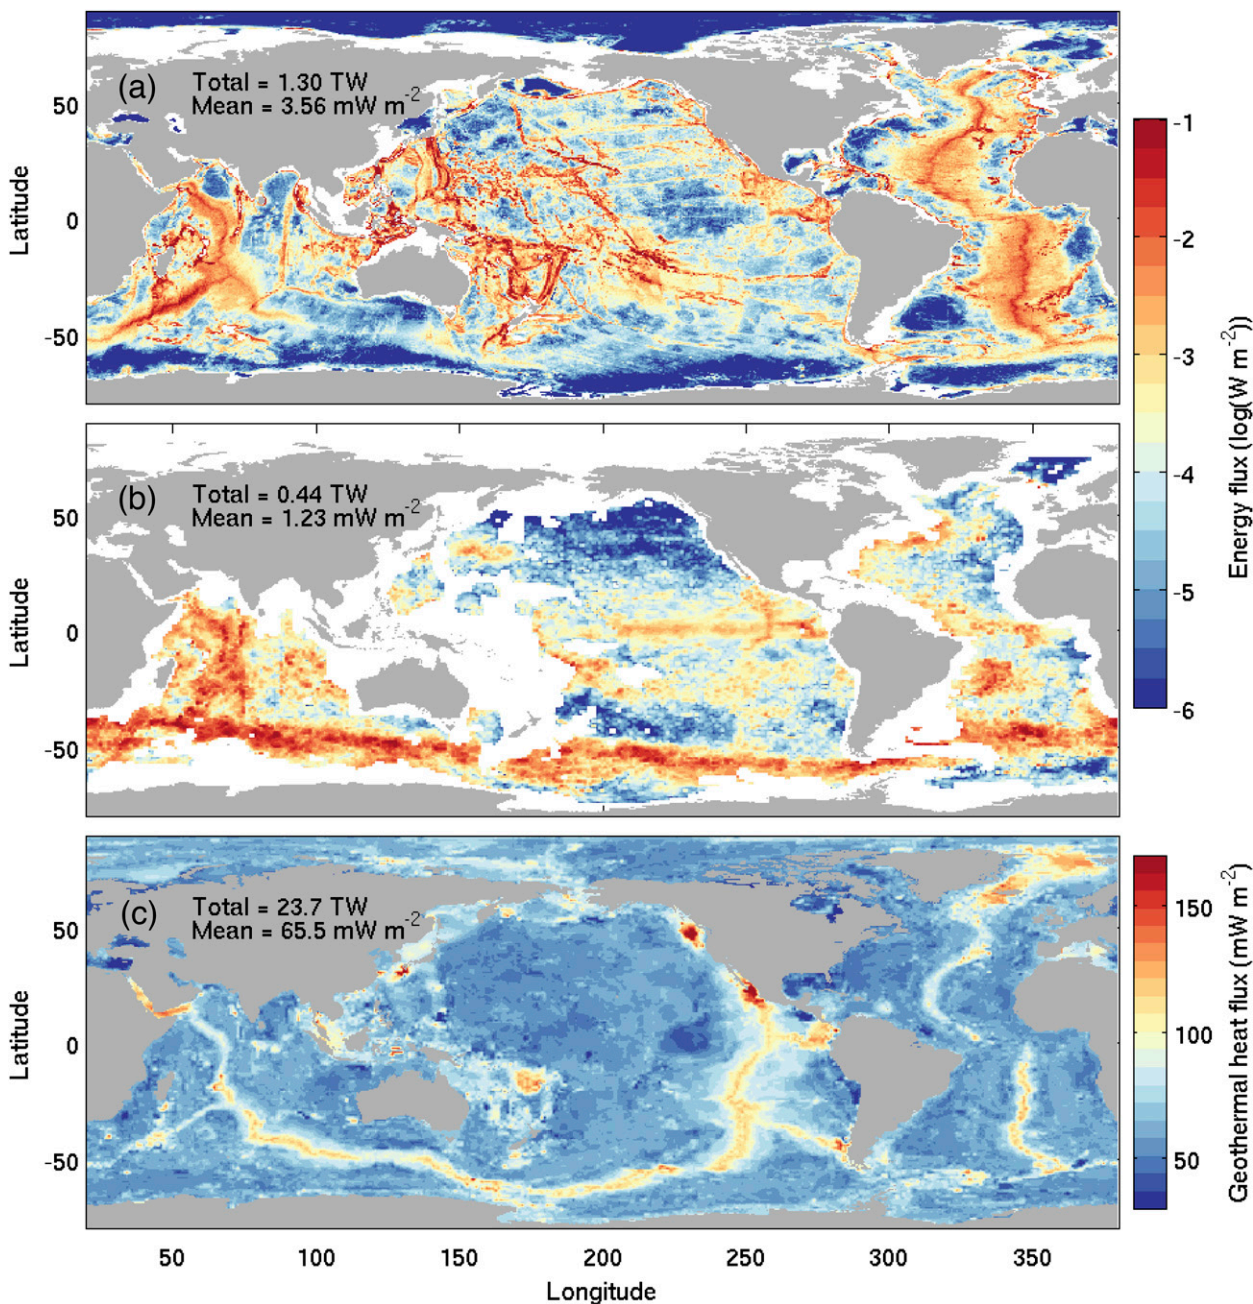 (a)
Total = 1.30 TW
Mean = 3.56 mW m-2
50
0
-50
Latitude
(b)
Total = 0.44 TW
Mean = 1.23 mW m-2
50
0
-50
Latitude
-1
-2
-3
-4
-5
-6
Energy flux (log(W m-2))
(c)
Total = 23.7 TW
Mean = 65.5 mW m-2
50
0
-50
Latitude
150
100
50
Geothermal heat flux (mW m-2)
50 100 150 200 250 300 350
Longitude